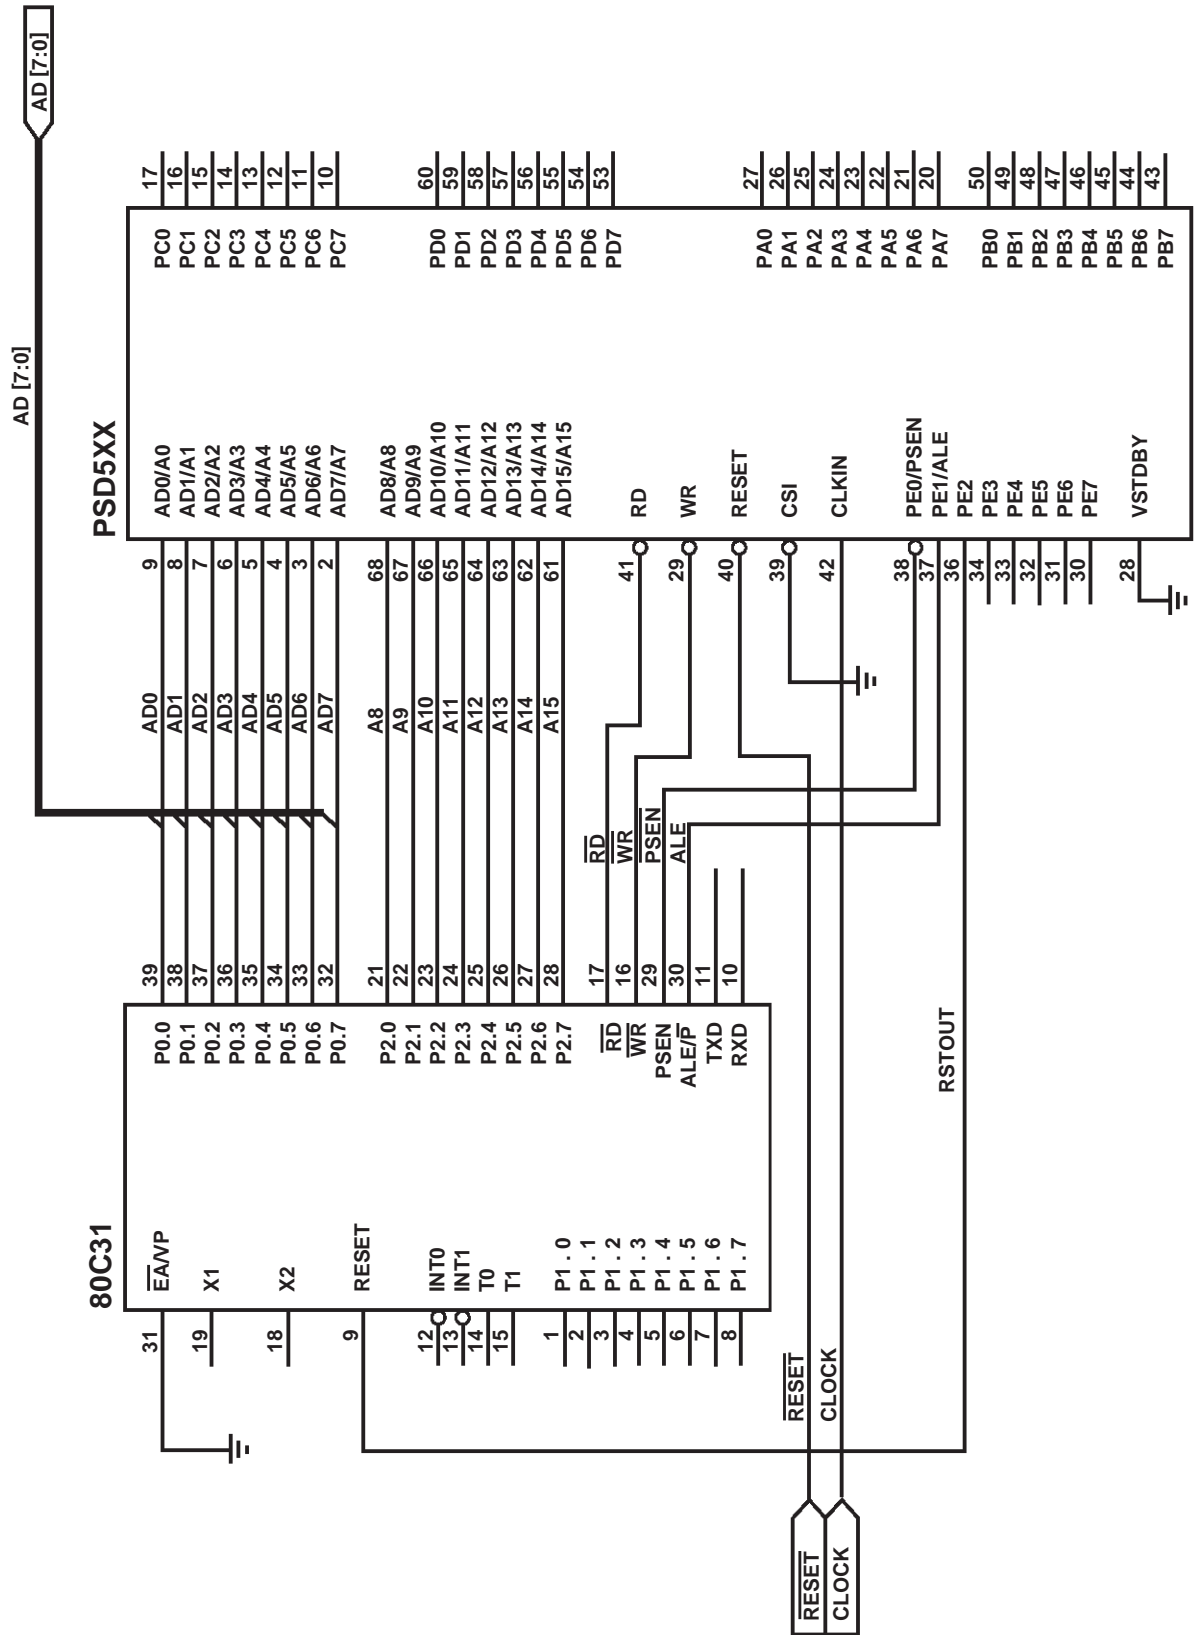 AD [7:0]
AD [7:0]
80C31
EA/VP
X1
X2
RESET
INT0
INT1
T0
T1
P1.0
P1.1
P1.2
P1.3
P1.4
P1.5
P1.6
P1.7
31
19
18
9
12
13
14
15
1
2
3
4
5
6
7
8
P0.0
P0.1
P0.2
P0.3
P0.4
P0.5
P0.6
P0.7
P2.0
P2.1
P2.2
P2.3
P2.4
P2.5
P2.6
P2.7
RD
WR
PSEN
ALE/P
TXD
RXD
39
38
37
36
35
34
33
32
21
22
23
24
25
26
27
28
17
16
29
30
11
10
AD0
AD1
AD2
AD3
AD4
AD5
AD6
AD7
A8
A9
A10
A11
A12
A13
A14
A15
RD
WR
PSEN
ALE
PSD5XX
9
8
7
6
5
4
3
2
68
67
66
65
64
63
62
61
41
29
40
39
42
38
37
36
34
33
32
31
30
28
AD0/A0
AD1/A1
AD2/A2
AD3/A3
AD4/A4
AD5/A5
AD6/A6
AD7/A7
AD8/A8
AD9/A9
AD10/A10
AD11/A11
AD12/A12
AD13/A13
AD14/A14
AD15/A15
RD
WR
RESET
CSI
CLKIN
PE0/PSEN
PE1/ALE
PE2
PE3
PE4
PE5
PE6
PE7
VSTDBY
PC0
PC1
PC2
PC3
PC4
PC5
PC6
PC7
PD0
PD1
PD2
PD3
PD4
PD5
PD6
PD7
PA0
PA1
PA2
PA3
PA4
PA5
PA6
PA7
PB0
PB1
PB2
PB3
PB4
PB5
PB6
PB7
17
16
15
14
13
12
11
10
60
59
58
57
56
55
54
53
27
26
25
24
23
22
21
20
50
49
48
47
46
45
44
43
RESET
CLOCK
RESET
CLOCK
RSTOUT